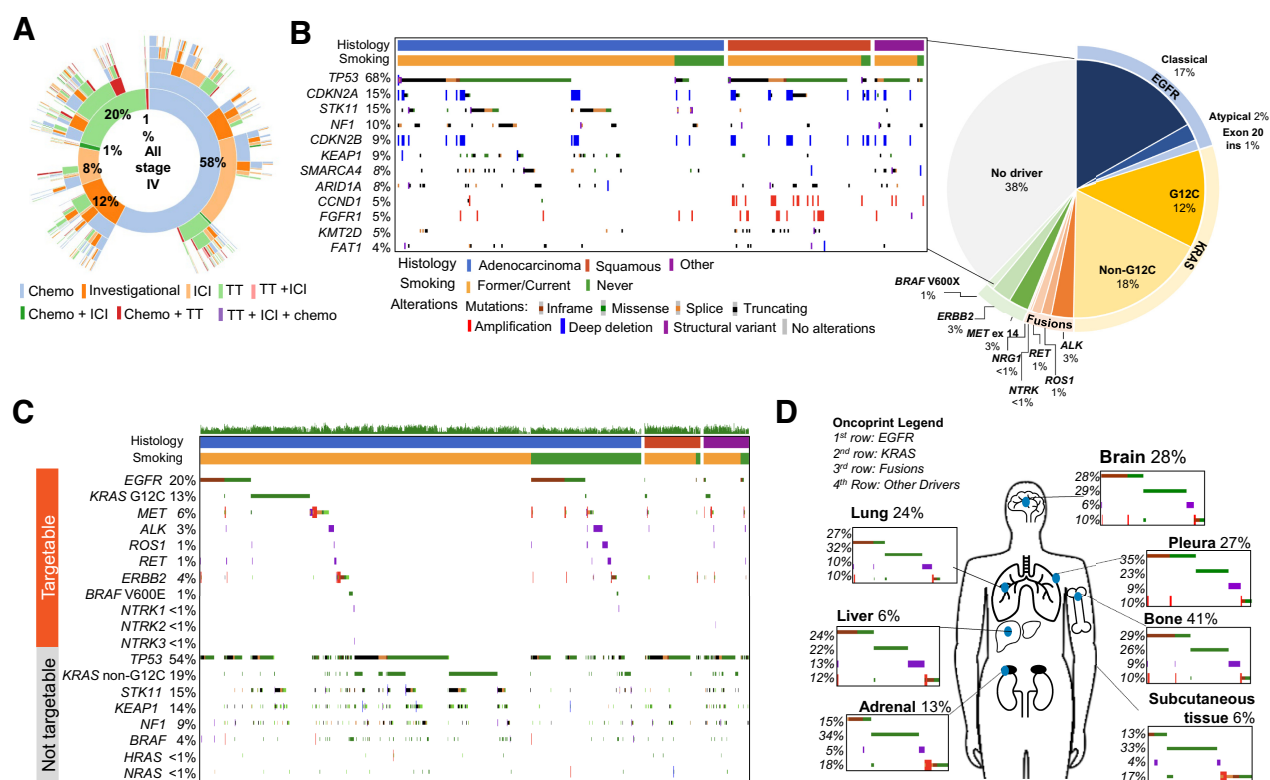 A
20%
1
%
All
stage
IV
1%
58%
8%
12%
Chemo Investigational ICI TT TT +ICI
Chemo + ICI Chemo + TT TT + ICI + chemo
B
Histology
Smoking
TP53 68%
CDKN2A 15%
STK11 15%
NF1 10%
CDKN2B 9%
KEAP1 9%
SMARCA4 8%
ARID1A 8%
CCND1 5%
FGFR1 5%
KMT2D 5%
FAT1 4%
Histology Adenocarcinoma Squamous Other
Smoking Former/Current Never
Alterations Mutations: Inframe Missense Splice Truncating
Amplification Deep deletion Structural variant No alterations
Classical
17%
EGFR
Atypical 2%
Exon 20
ins 1%
No driver
38%
G12C
12%
KRAS
Non-G12C
18%
BRAF V600X
1%
ERBB2
3%
MET ex 14
3%
Fusions
NRG1
<1%
RET
1%
ALK
3%
NTRK
<1%
ROS1
1%
C
Histology
Smoking
Targetable
EGFR 20%
KRAS G12C 13%
MET 6%
ALK 3%
ROS1 1%
RET 1%
ERBB2 4%
BRAF V600E 1%
NTRK1 <1%
NTRK2 <1%
NTRK3 <1%
Not targetable
TP53 54%
KRAS non-G12C 19%
STK11 15%
KEAP1 14%
NF1 9%
BRAF 4%
HRAS <1%
NRAS <1%
D
Oncoprint Legend
1st row: EGFR
2nd row: KRAS
3rd row: Fusions
4th Row: Other Drivers
Brain 28%
28%
29%
6%
10%
Lung 24%
27%
32%
10%
10%
Pleura 27%
35%
23%
9%
10%
Liver 6%
24%
22%
13%
12%
Bone 41%
29%
26%
9%
10%
Adrenal 13%
15%
34%
5%
18%
Subcutaneous
tissue 6%
13%
33%
4%
17%